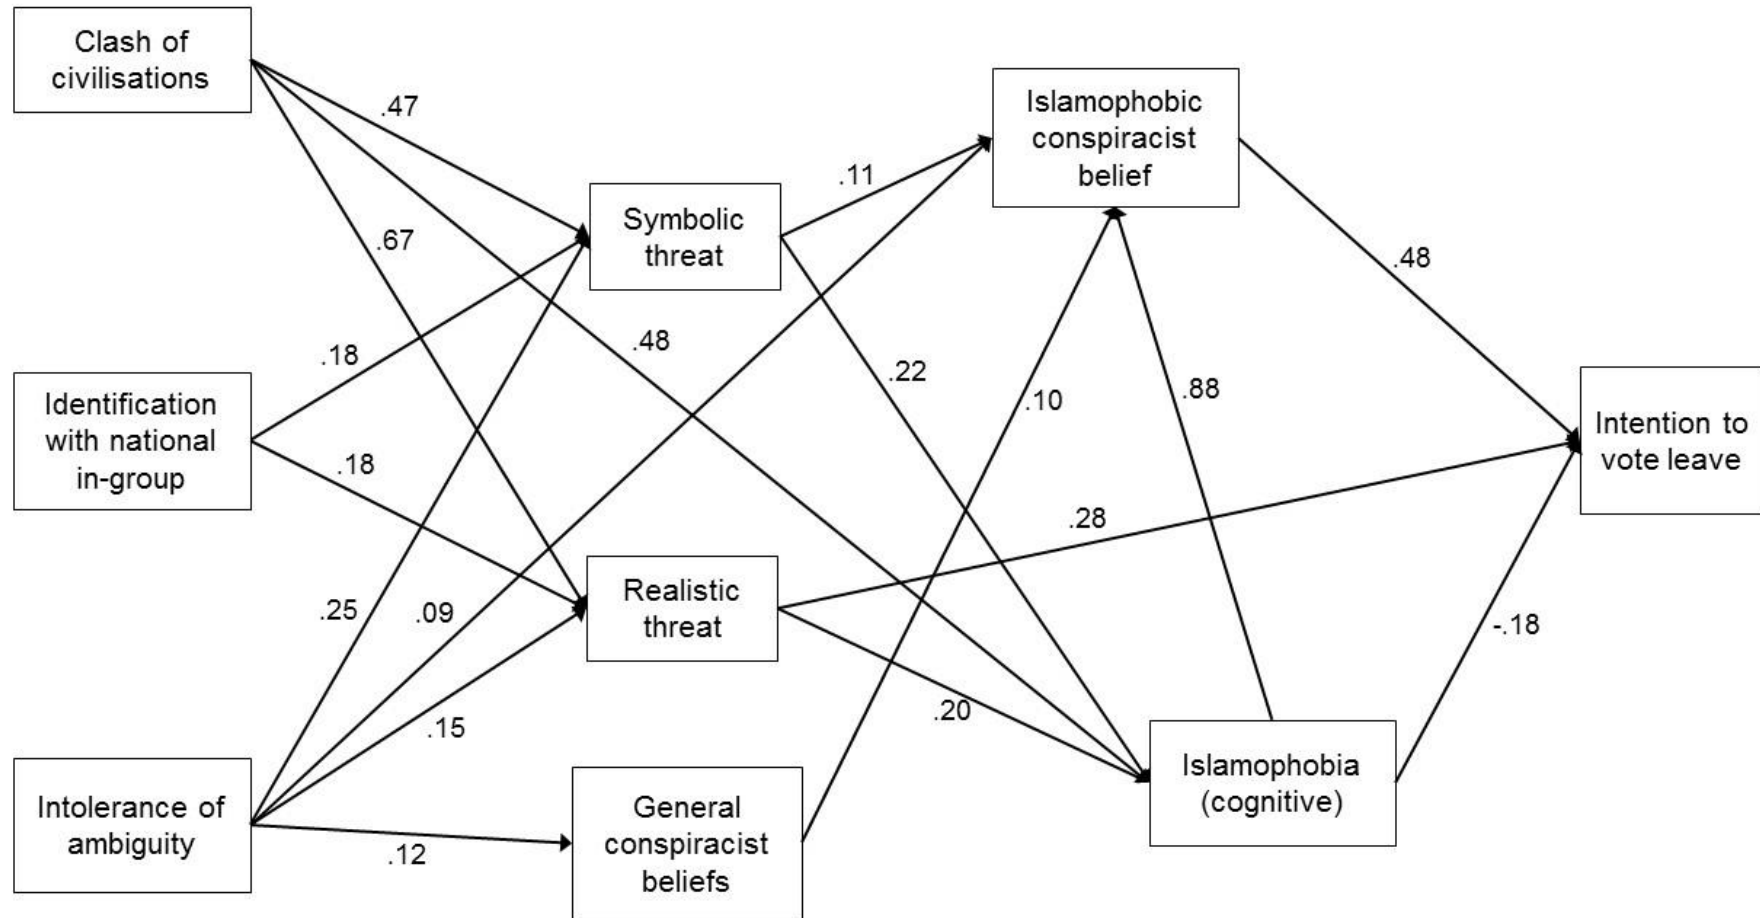 Clash of
civilisations
Identification
with national
in-group
Intolerance of
ambiguity
.47
.67
.18
.18
.25
.09
.15
.12
Symbolic
threat
.48
Realistic
threat
General
conspiracist
beliefs
.11
.22
.10
.88
.28
.20
Islamophobic
conspiracist
belief
Islamophobia
(cognitive)
.48
-.18
Intention to
vote leave